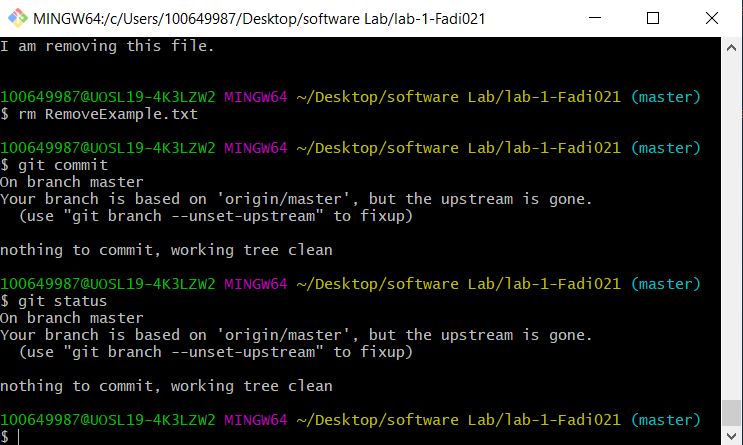 MINGW64:/c/Users/100649987/Desktop/software Lab/lab-1-Fadi021
I am removing this file.
100649987@UOSL19-4K3LZW2 MINGW64 ~/Desktop/software Lab/lab-1-Fadi021 (master)
$ rm RemoveExample.txt
100649987@UOSL19-4K3LZW2 MINGW64 ~/Desktop/software Lab/lab-1-Fadi021 (master)
$ git commit
On branch master
Your branch is based on 'origin/master', but the upstream is gone.
  (use "git branch --unset-upstream" to fixup)
nothing to commit, working tree clean
100649987@UOSL19-4K3LZW2 MINGW64 ~/Desktop/software Lab/lab-1-Fadi021 (master)
$ git status
On branch master
Your branch is based on 'origin/master', but the upstream is gone.
  (use "git branch --unset-upstream" to fixup)
nothing to commit, working tree clean
100649987@UOSL19-4K3LZW2 MINGW64 ~/Desktop/software Lab/lab-1-Fadi021 (master)
$